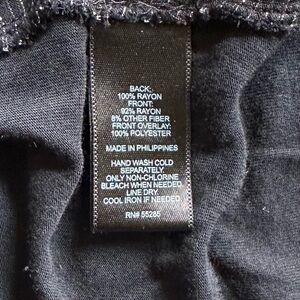 BACK:
100% RAYON
FRONT:
92% RAYON
8% OTHER FIBER
FRONT OVERLAY:
100% POLYESTER
MADE IN PHILIPPINES
HAND WASH COLD
SEPARATELY.
ONLY NON-CHLORINE
BLEACH WHEN NEEDED.
LINE DRY.
COOL IRON IF NEEDED.
RN# 55285